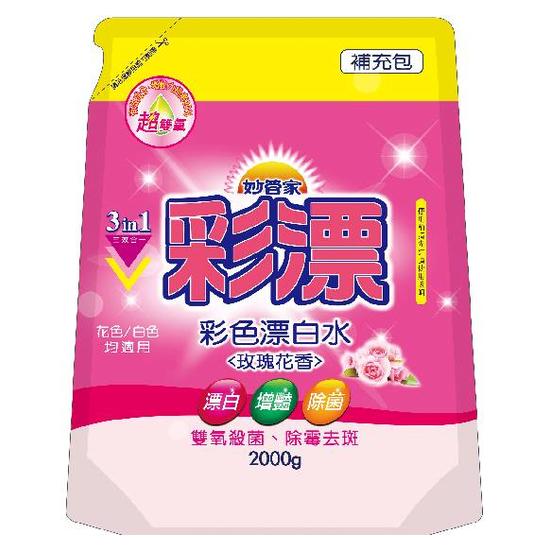 補充包
超雙氧
妙管家
彩漂
3in1
三效合一
花色/白色
均適用
彩色漂白水
<玫瑰花香>
漂白 增豔 除菌
雙氧殺菌、除霉去斑
2000g